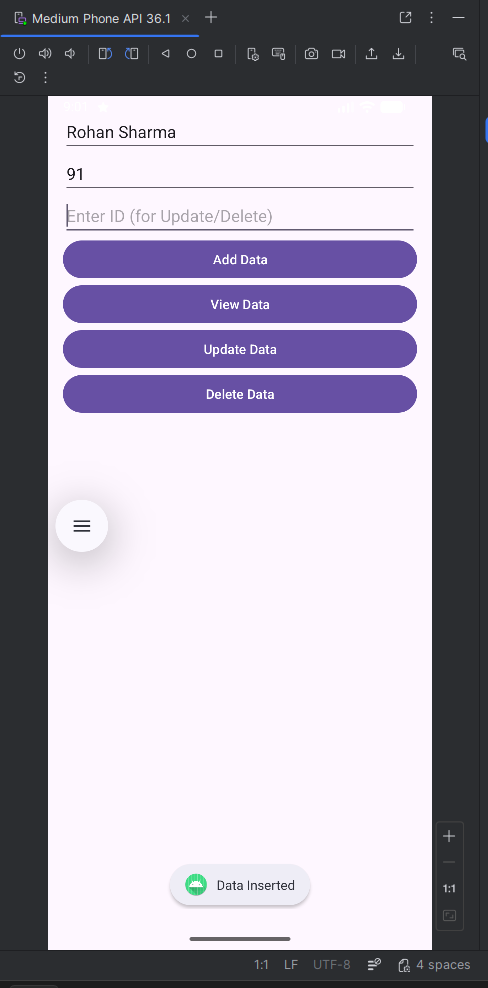 Medium Phone API 36.1
Rohan Sharma
91
Enter ID (for Update/Delete)
Add Data
View Data
Update Data
Delete Data
1:1
Data Inserted
1:1 LF UTF-8 4 spaces